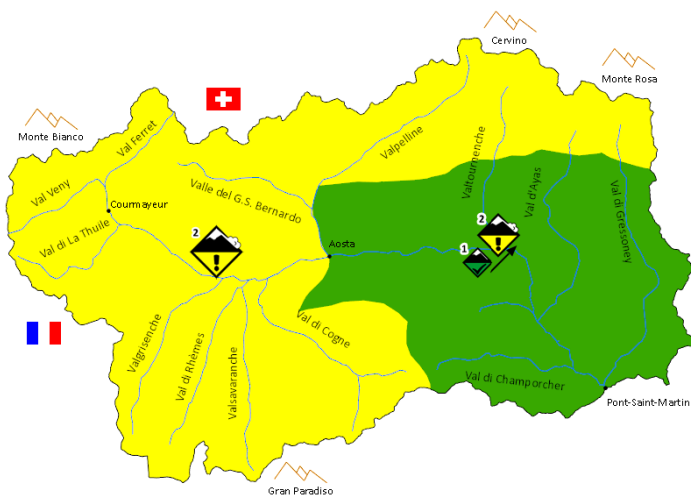 Cervino
Monte Rosa
Monte Bianco
Val Ferret
Valpelline
Valtournenche
Val d'Ayas
Val Veny
Valle del G.S. Bernardo
Val di Gressoney
Courmayeur
Val di La Thuile
2
2
Aosta
1
Val di Cogne
Valgrisenche
Val di Rhèmes
Valsavaranche
Val di Champorcher
Pont-Saint-Martin
Gran Paradiso